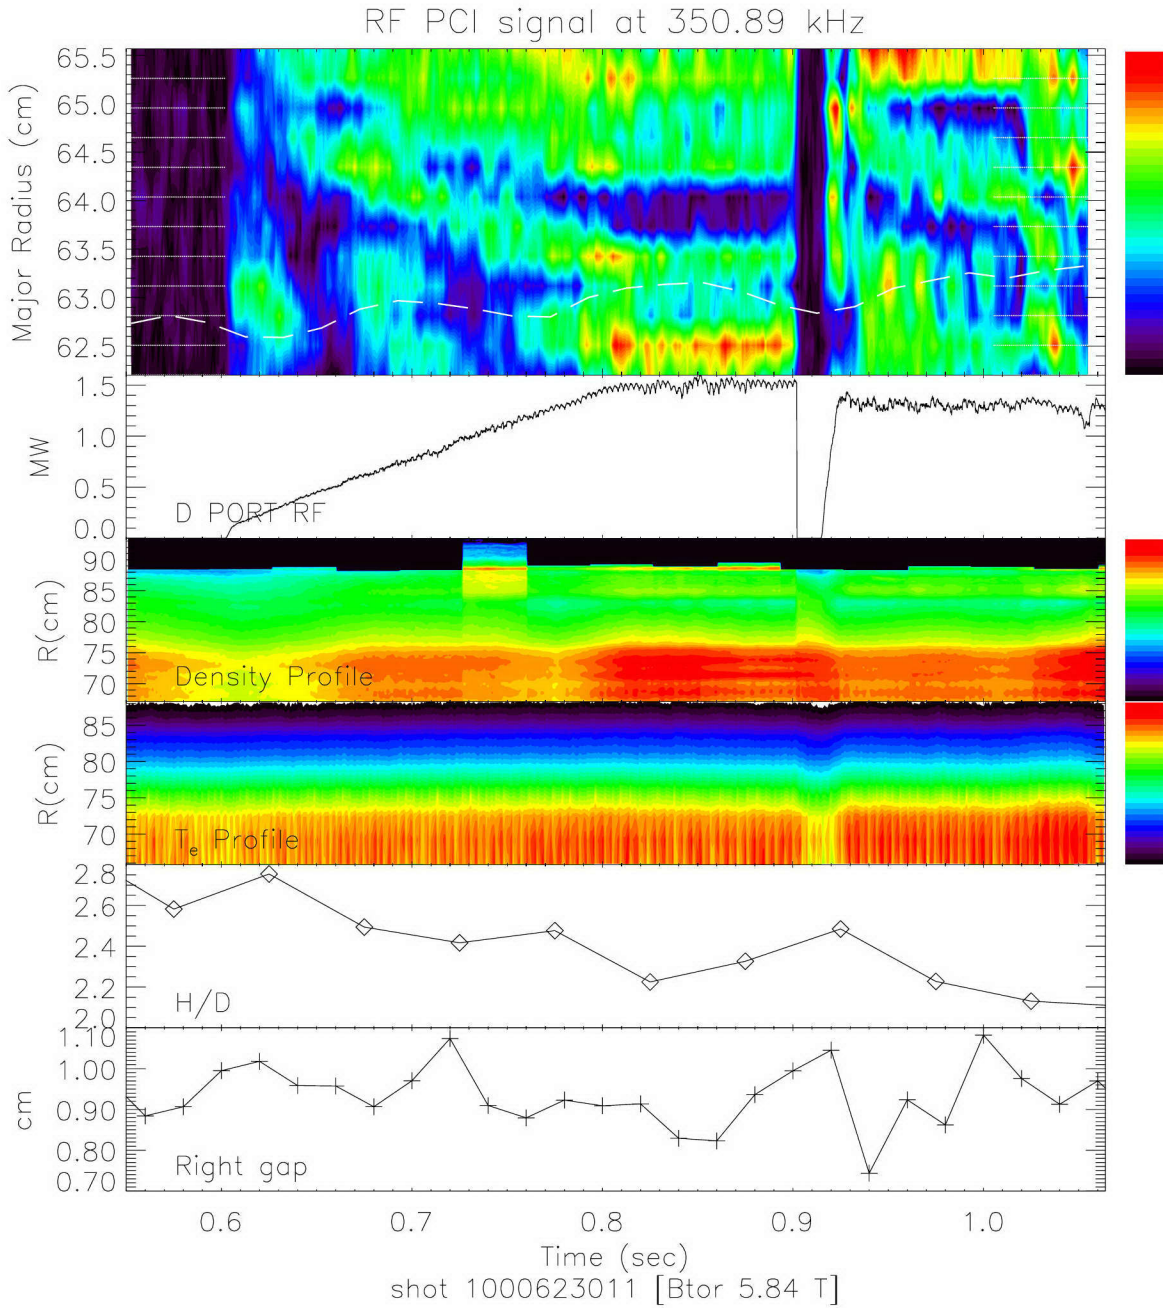 RF PCI signal at 350.89 kHz
Major Radius (cm)
65.5
65.0
64.5
64.0
63.5
63.0
62.5
MW
1.5
1.0
0.5
0.0
D PORT RF
R(cm)
90
85
80
75
70
Density Profile
R(cm)
85
80
75
70
Te Profile
2.8
2.6
2.4
2.2
2.0
H/D
cm
1.10
1.00
0.90
0.80
0.70
Right gap
0.6 0.7 0.8 0.9 1.0
Time (sec)
shot 1000623011 [Btor 5.84 T]